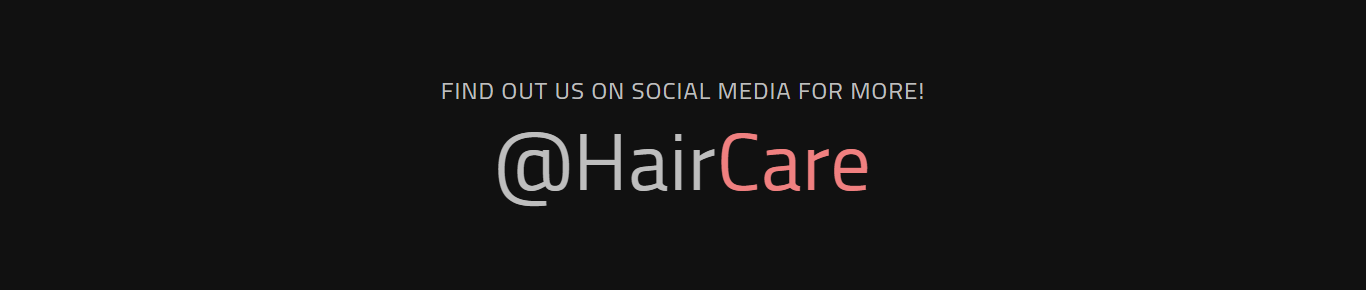 FIND OUT US ON SOCIAL MEDIA FOR MORE!
@HairCare